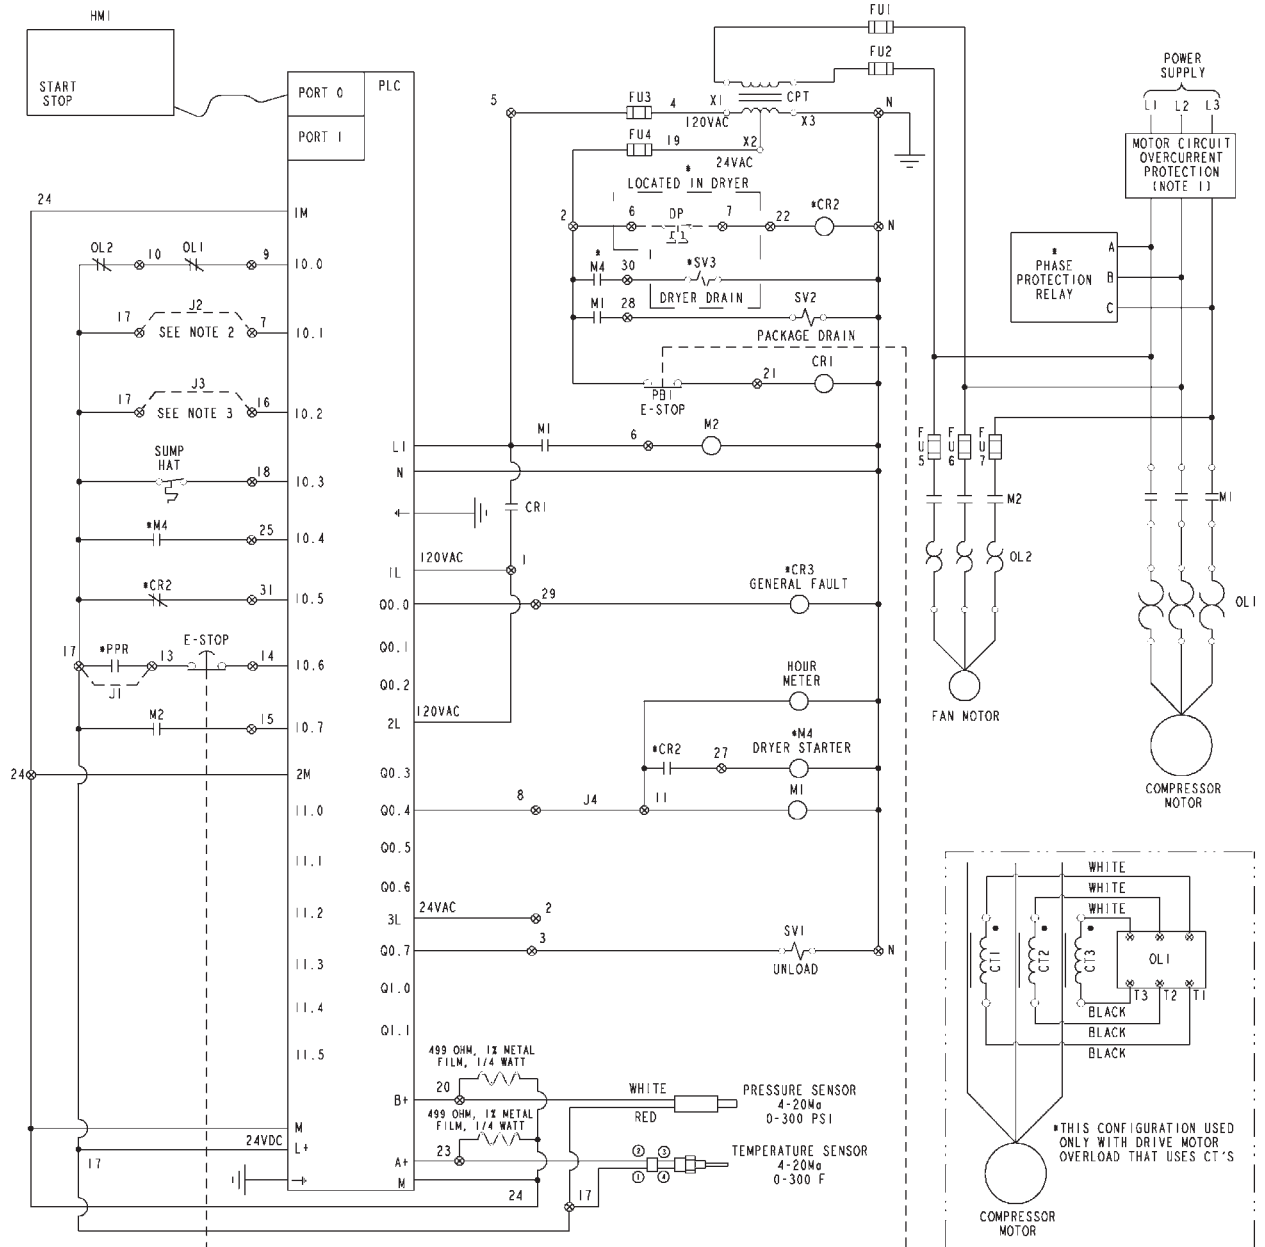 HMI
START
STOP
PORT 0
PORT 1
PLC
FU1
FU2
FU3
4
X1
CPT
N
120VAC
X3
5
FU4
19
X2
24VAC
*
LOCATED IN DRYER
2
6
DP
7
22
*CR2
N
*
M4
30
*SV3
DRYER DRAIN
M1
28
SV2
PACKAGE DRAIN
PB1
E-STOP
21
CR1
POWER
SUPPLY
L1
L2
L3
MOTOR CIRCUIT
OVERCURRENT
PROTECTION
(NOTE 1)
*
PHASE
PROTECTION
RELAY
A
B
C
24
1M
OL2
10
OL1
9
I0.0
J2
17
SEE NOTE 2
7
I0.1
J3
17
SEE NOTE 3
16
I0.2
SUMP
HAT
18
I0.3
*M4
25
I0.4
*CR2
31
I0.5
17
*PPR
J1
13
E-STOP
14
I0.6
M2
15
I0.7
24
2M
I1.0
I1.1
I1.2
I1.3
I1.4
I1.5
M
24VDC
L+
17
L1
M1
6
M2
N
CR1
120VAC
1
1L
Q0.0
29
*CR3
GENERAL FAULT
Q0.1
Q0.2
120VAC
2L
HOUR
METER
*CR2
27
*M4
DRYER STARTER
Q0.3
Q0.4
8
J4
11
M1
Q0.5
Q0.6
24VAC
3L
2
Q0.7
3
SV1
UNLOAD
N
Q1.0
Q1.1
499 OHM, 1% METAL
FILM, 1/4 WATT
20
B+
WHITE
RED
PRESSURE SENSOR
4-20Ma
0-300 PSI
499 OHM, 1% METAL
FILM, 1/4 WATT
23
A+
M
24
2
3
1
4
TEMPERATURE SENSOR
4-20Ma
0-300 F
17
FU5
FU6
FU7
M2
OL2
FAN MOTOR
M1
OL1
COMPRESSOR
MOTOR
WHITE
WHITE
WHITE
CT1
CT2
CT3
OL1
T3
T2
T1
BLACK
BLACK
BLACK
*THIS CONFIGURATION USED
ONLY WITH DRIVE MOTOR
OVERLOAD THAT USES CT'S
COMPRESSOR
MOTOR